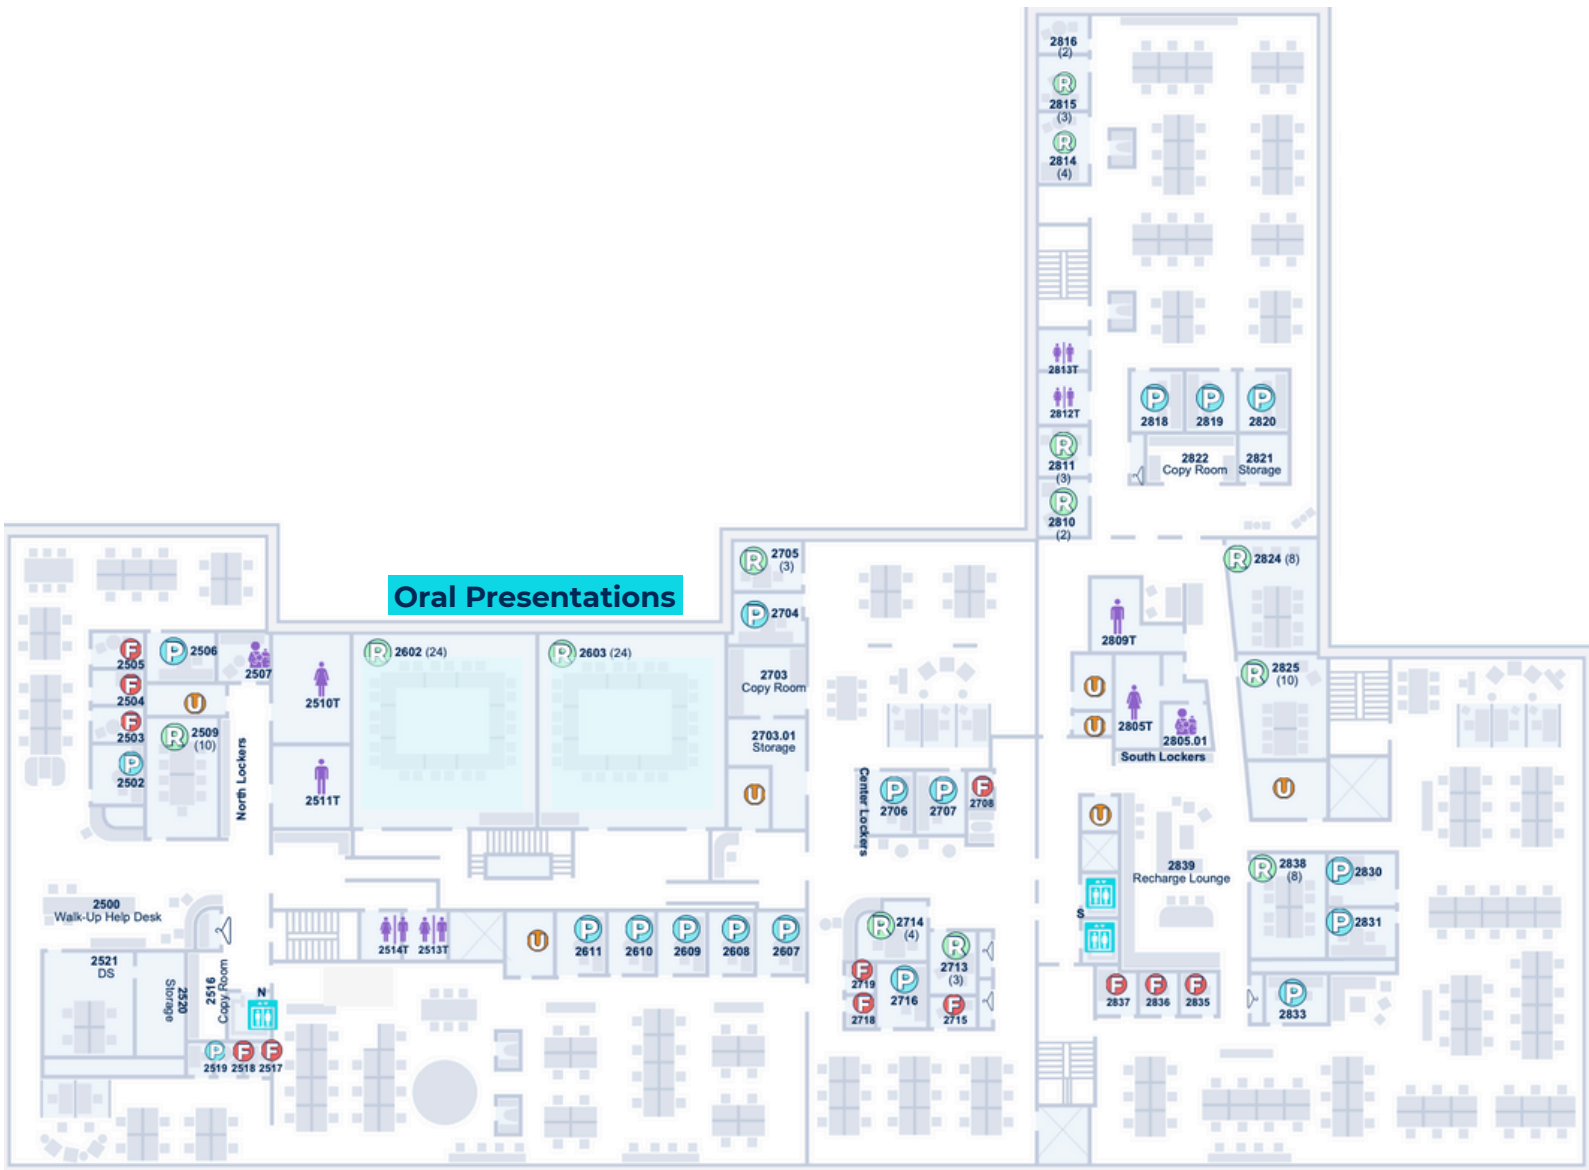 2816
(2)
R
2815
(3)
R
2814
(4)
2813T
2812T
P
2818
P
2819
P
2820
R
2811
(3)
2822
Copy Room
2821
Storage
R
2810
(2)
R
2824 (8)
R
2705
(3)
Oral Presentations
P
2704
2809T
F
2505
P
2506
2507
R
2602 (24)
R
2603 (24)
R
2825
(10)
F
2504
2510T
2703
Copy Room
U
U
2805T
2805.01
U
F
2503
R
2509
(10)
2703.01
Storage
South Lockers
P
2502
North Lockers
2511T
U
Center Lockers
P
2706
P
2707
F
2708
U
U
2839
Recharge Lounge
R
2838
(8)
P
2830
2500
Walk-Up Help Desk
S
P
2831
R
2714
(4)
2514T
2513T
U
P
2611
P
2610
P
2609
P
2608
P
2607
R
2713
(3)
2521
DS
2520
Storage
2516
Copy Room
N
F
2719
P
2716
F
2718
F
2715
F
2837
F
2836
F
2835
P
2833
P
2519
F
2518
F
2517